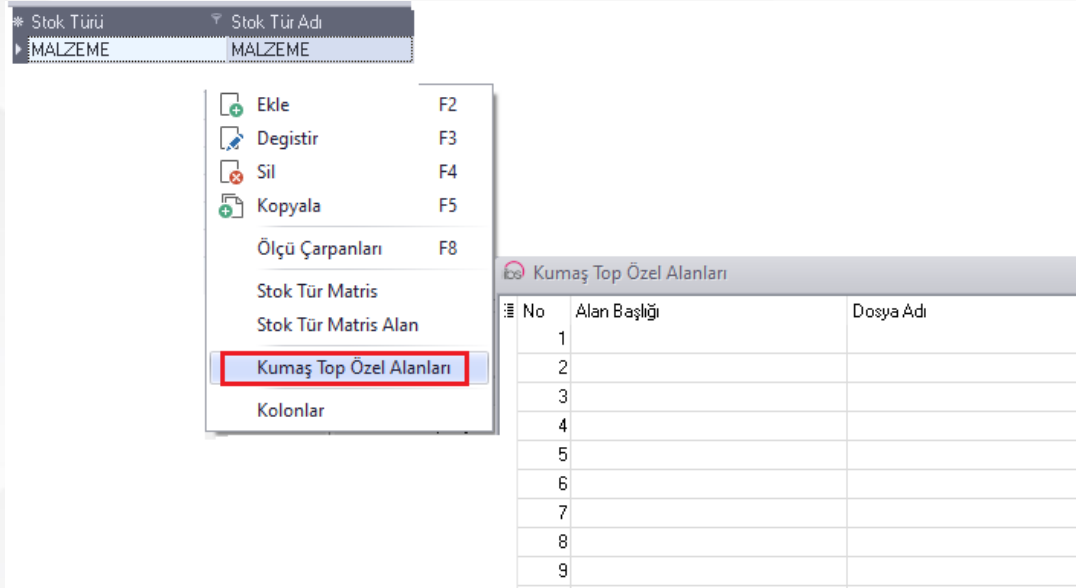 Stok Türü Stok Tür Adı
MALZEME MALZEME
Ekle F2
Degistir F3
Sil F4
Kopyala F5
Ölçü Çarpanları F8
Stok Tür Matris
Stok Tür Matris Alan
Kumaş Top Özel Alanları
Kolonlar
ibs Kumaş Top Özel Alanları
No Alan Başlığı Dosya Adı
1
2
3
4
5
6
7
8
9